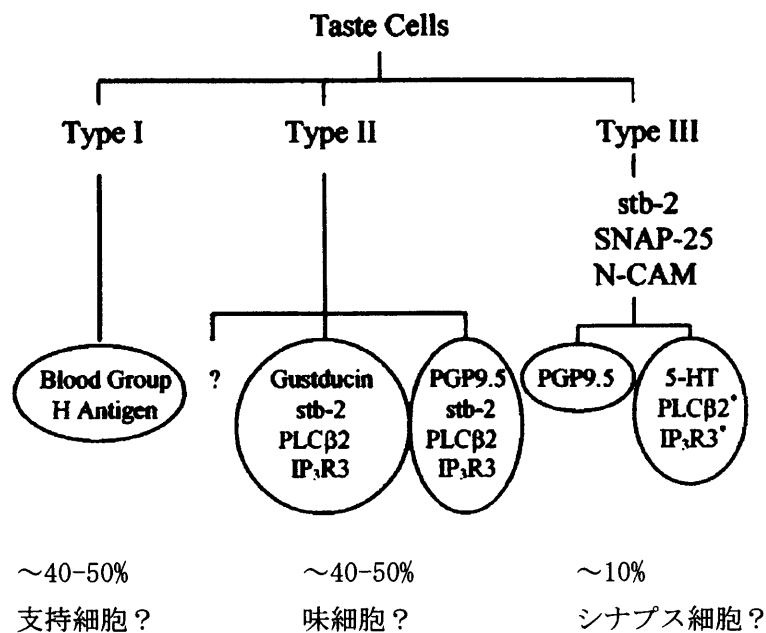 Taste Cells
Type I
Type II
Type III
stb-2
SNAP-25
N-CAM
Blood Group
H Antigen
?
Gustducin
stb-2
PLCβ2
IP₃R3
PGP9.5
stb-2
PLCβ2
IP₃R3
PGP9.5
5-HT
PLCβ2*
IP₃R3*
～40-50%
～40-50%
～10%
支持細胞？
味細胞？
シナプス細胞？